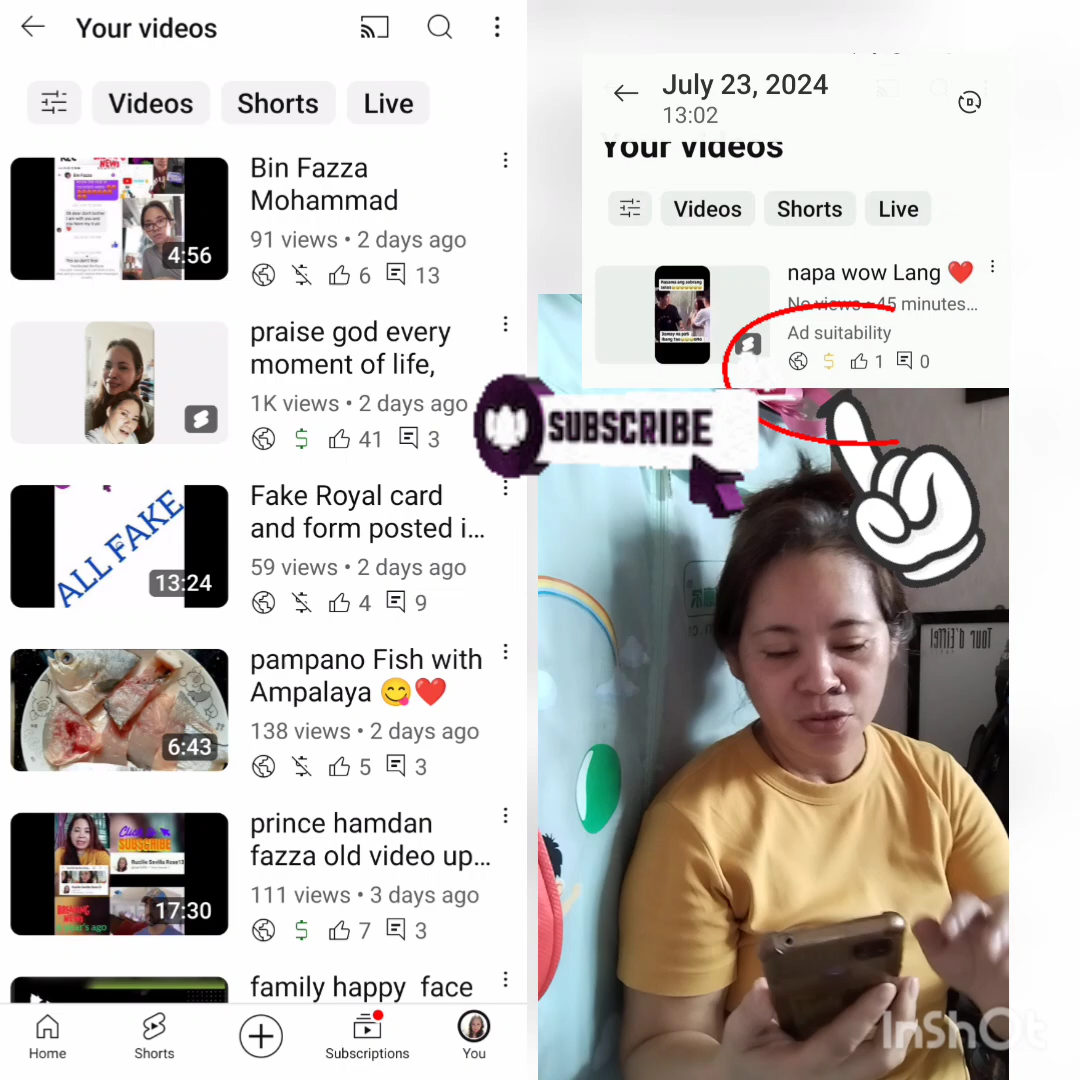 Your videos
Videos
Shorts
Live
4:56
Bin Fazza
Mohammad
91 views • 2 days ago
6
13
praise god every
moment of life,
1K views • 2 days ago
41
3
ALL FAKE
13:24
Fake Royal card
and form posted i...
59 views • 2 days ago
4
9
6:43
pampano Fish with
Ampalaya 😋❤️
138 views • 2 days ago
5
3
SUBSCRIBE
17:30
prince hamdan
fazza old video up...
111 views • 3 days ago
7
3
family happy face
Home
Shorts
Subscriptions
You
July 23, 2024
13:02
Your videos
Videos
Shorts
Live
napa wow Lang ❤️
No views • 45 minutes...
Ad suitability
1
0
SUBSCRIBE
Tour d'Eiffel
InShOt